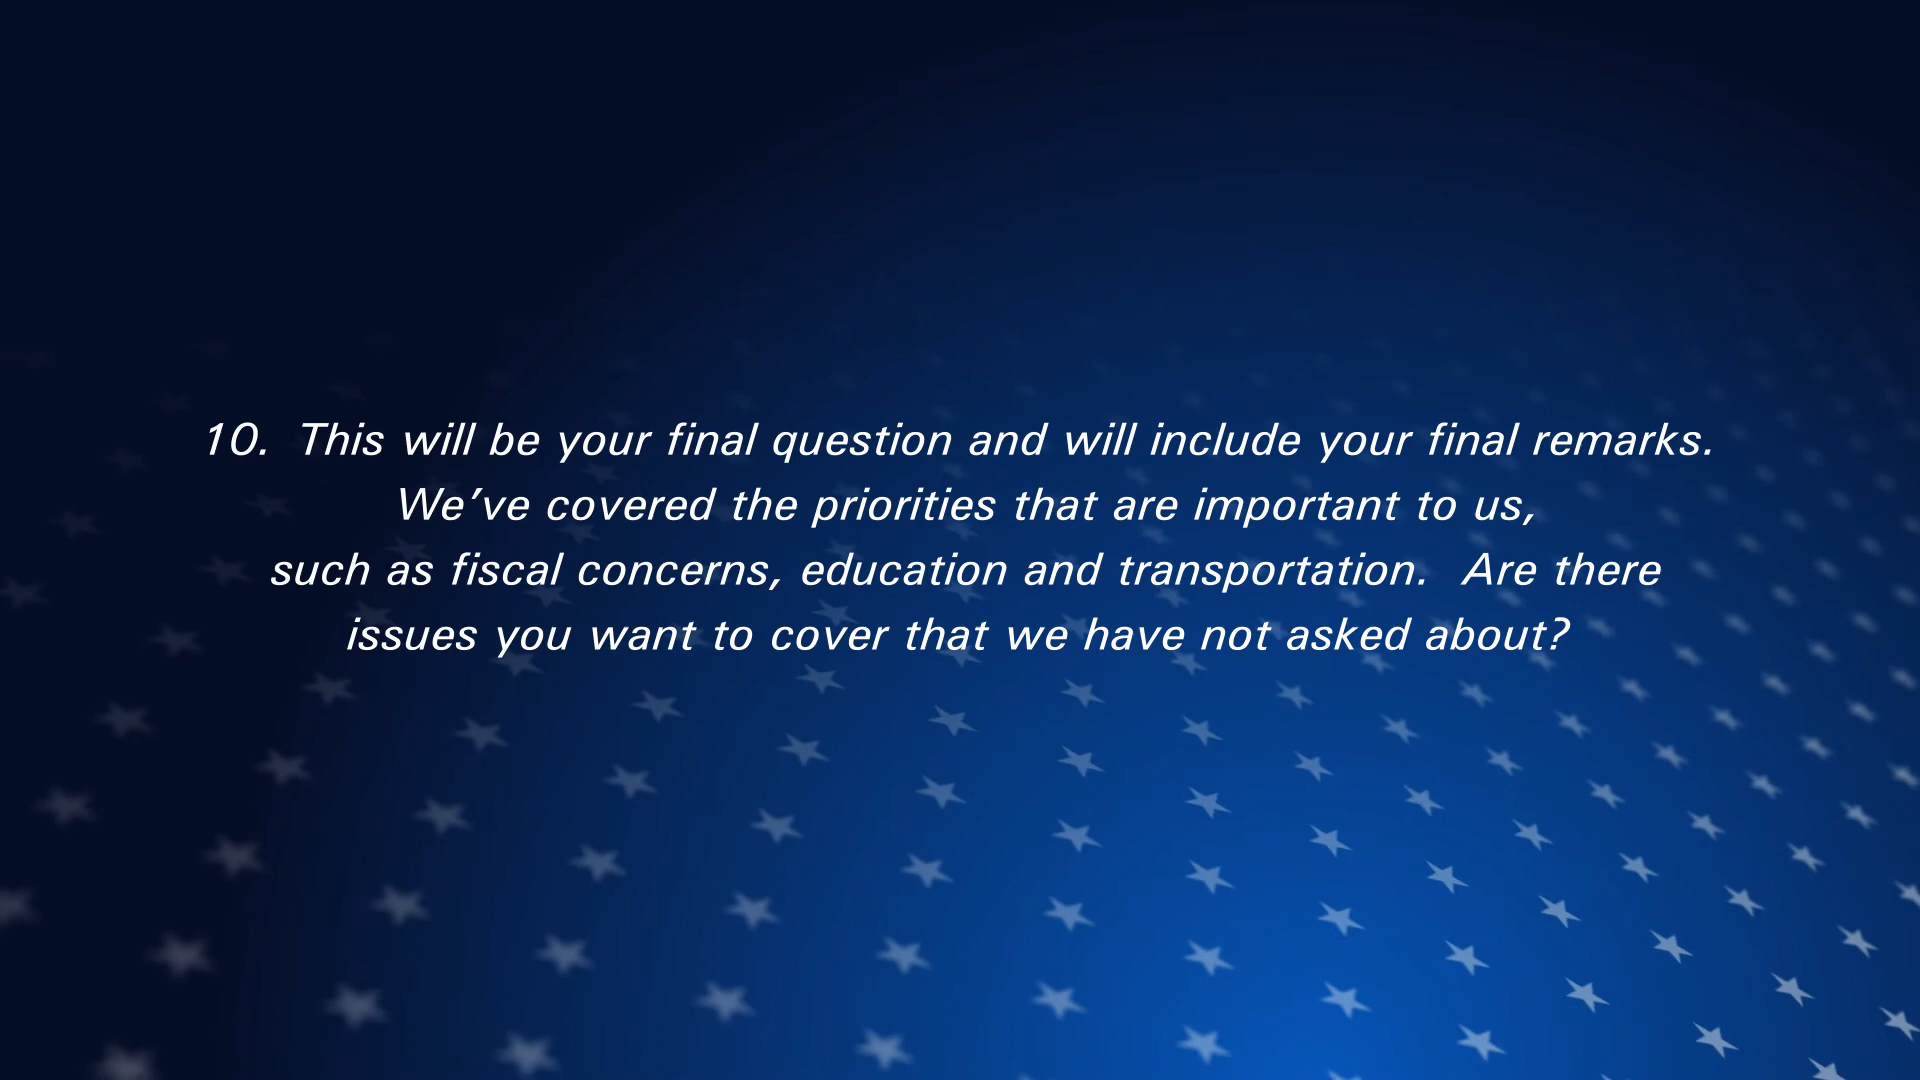 10.  This will be your final question and will include your final remarks.
We’ve covered the priorities that are important to us,
such as fiscal concerns, education and transportation.  Are there
issues you want to cover that we have not asked about?